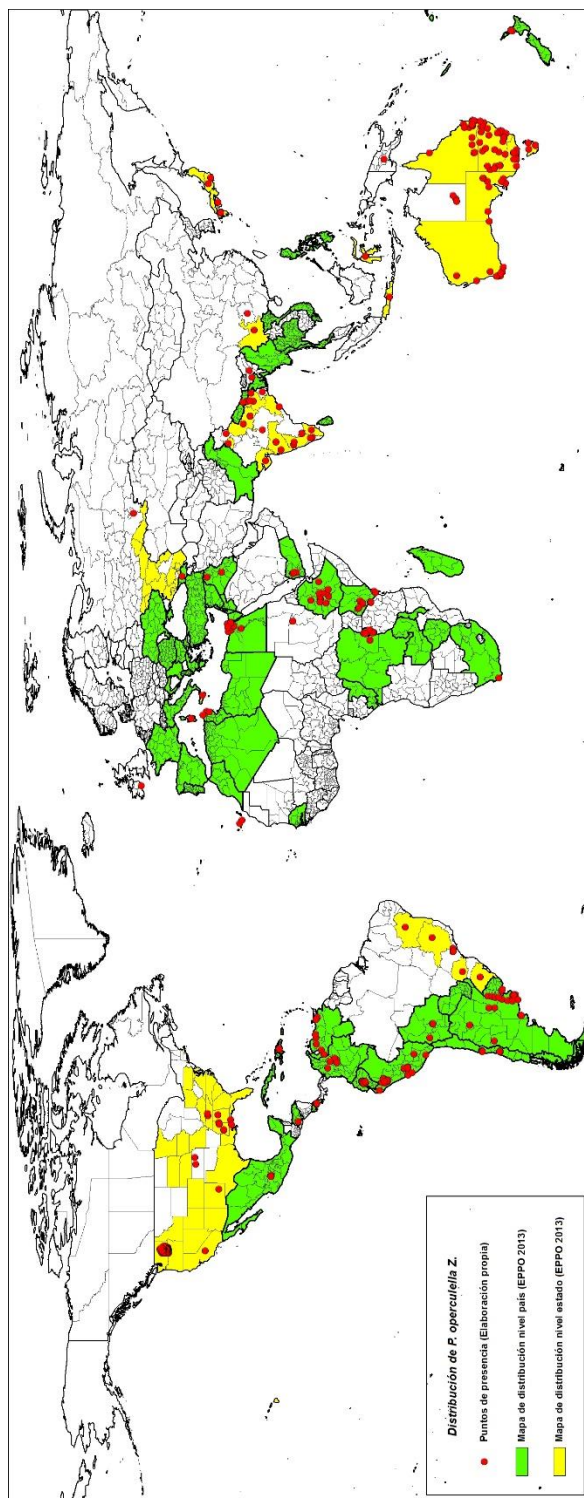 Distribución de P. operculella Z.
Puntos de presencia (Elaboración propia)
Mapa de distribución nivel país (EPPO 2013)
Mapa de distribución nivel estado (EPPO 2013)